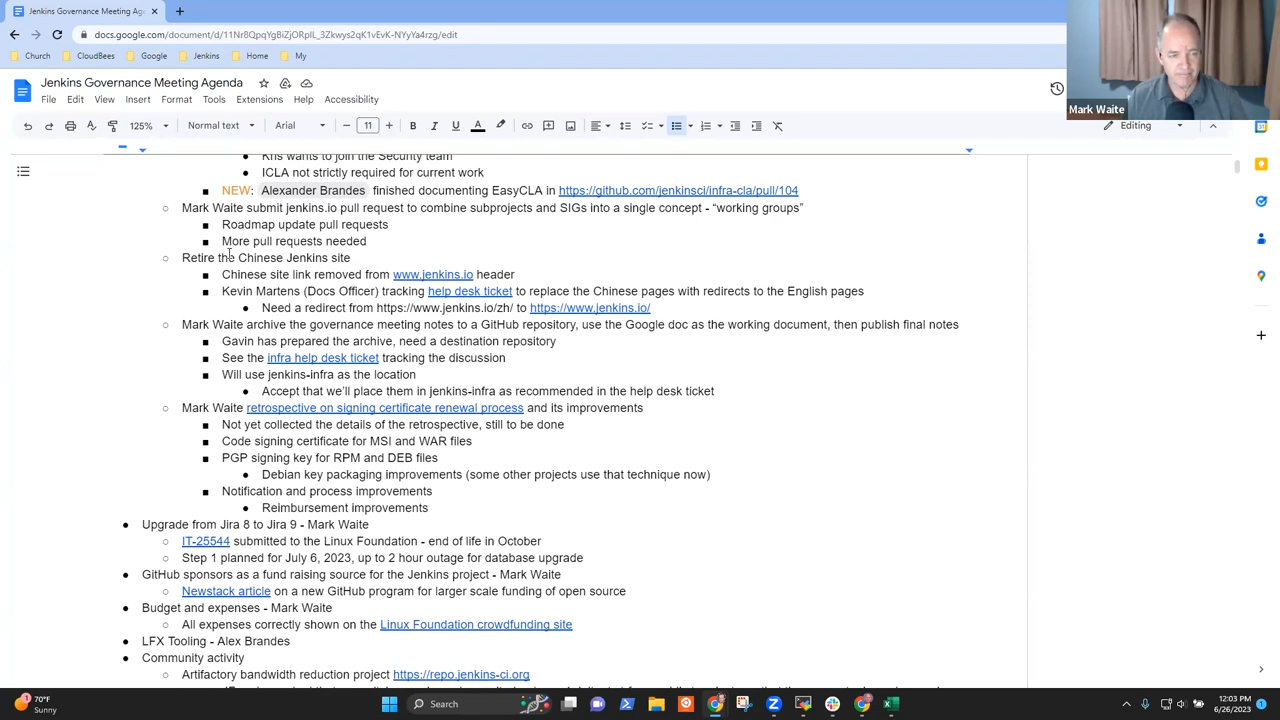 Jenkins Governance Meeting Ag
docs.google.com/document/d/11Nr8QpqYgBiZjORpIL_3Zkwys2qK1vEvK-NYyYa4rzg/edit
Church
CloudBees
Google
Jenkins
Home
My
Mark Waite
Jenkins Governance Meeting Agenda
File Edit View Insert Format Tools Extensions Help Accessibility
125% Normal text Arial 11 Editing
Kris wants to join the Security team
ICLA not strictly required for current work
NEW: Alexander Brandes finished documenting EasyCLA in https://github.com/jenkinsci/infra-cla/pull/104
Mark Waite submit jenkins.io pull request to combine subprojects and SIGs into a single concept - “working groups”
Roadmap update pull requests
More pull requests needed
Retire the Chinese Jenkins site
Chinese site link removed from www.jenkins.io header
Kevin Martens (Docs Officer) tracking help desk ticket to replace the Chinese pages with redirects to the English pages
Need a redirect from https://www.jenkins.io/zh/ to https://www.jenkins.io/
Mark Waite archive the governance meeting notes to a GitHub repository, use the Google doc as the working document, then publish final notes
Gavin has prepared the archive, need a destination repository
See the infra help desk ticket tracking the discussion
Will use jenkins-infra as the location
Accept that we’ll place them in jenkins-infra as recommended in the help desk ticket
Mark Waite retrospective on signing certificate renewal process and its improvements
Not yet collected the details of the retrospective, still to be done
Code signing certificate for MSI and WAR files
PGP signing key for RPM and DEB files
Debian key packaging improvements (some other projects use that technique now)
Notification and process improvements
Reimbursement improvements
Upgrade from Jira 8 to Jira 9 - Mark Waite
IT-25544 submitted to the Linux Foundation - end of life in October
Step 1 planned for July 6, 2023, up to 2 hour outage for database upgrade
GitHub sponsors as a fund raising source for the Jenkins project - Mark Waite
Newstack article on a new GitHub program for larger scale funding of open source
Budget and expenses - Mark Waite
All expenses correctly shown on the Linux Foundation crowdfunding site
LFX Tooling - Alex Brandes
Community activity
Artifactory bandwidth reduction project https://repo.jenkins-ci.org
70°F
Sunny
Search
12:03 PM
6/26/2023